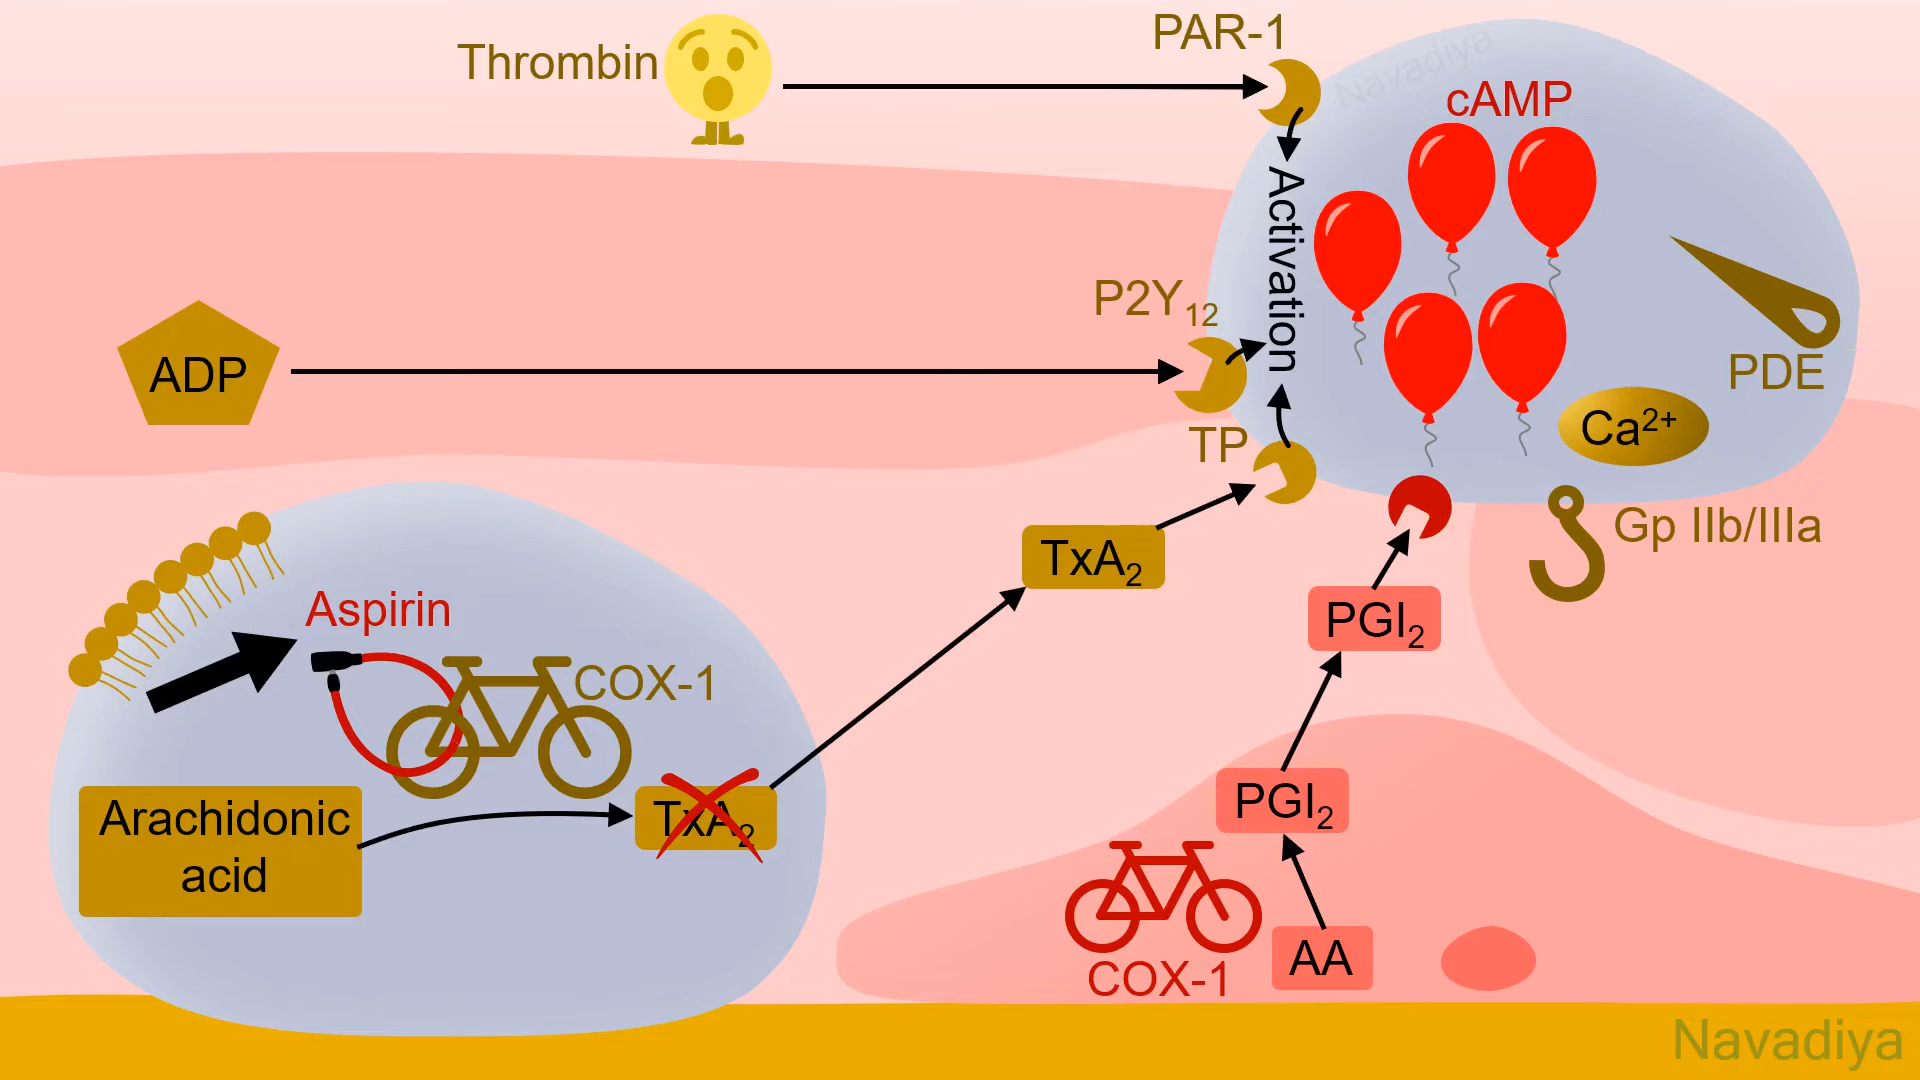 PAR-1
Thrombin
Navadiya
cAMP
Activation
P2Y12
ADP
PDE
Ca2+
TP
Gp IIb/IIIa
TxA2
Aspirin
PGI2
COX-1
Arachidonic
acid
TxA2
PGI2
AA
COX-1
Navadiya